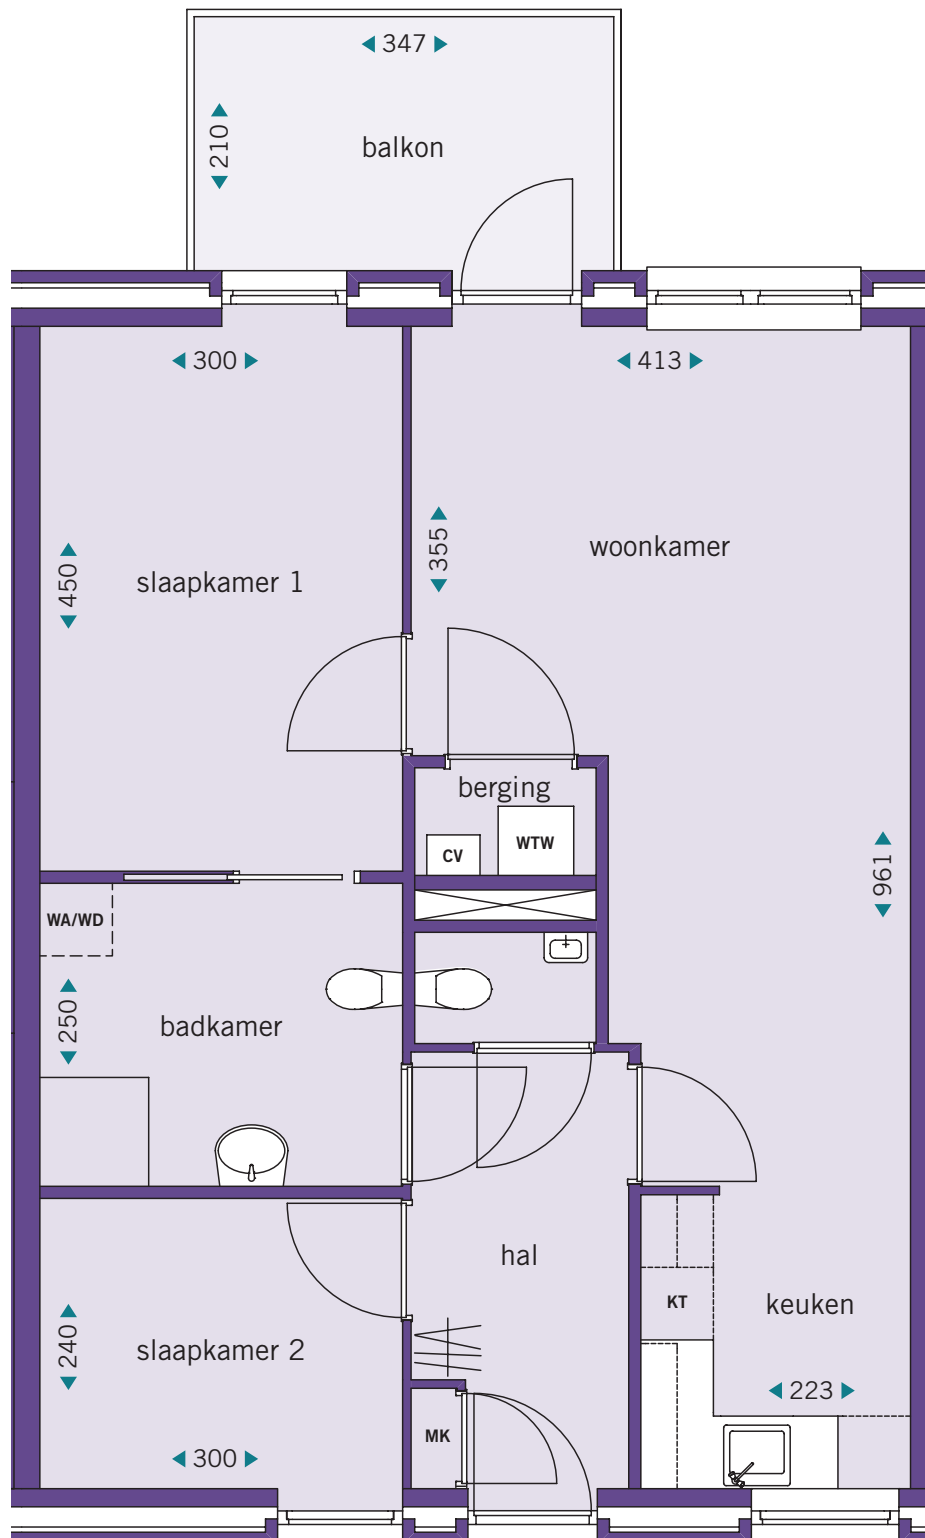 347
210
balkon
300
413
355
woonkamer
450
slaapkamer 1
berging
CV
WTW
961
WA/WD
250
badkamer
hal
KT
keuken
240
slaapkamer 2
223
MK
300